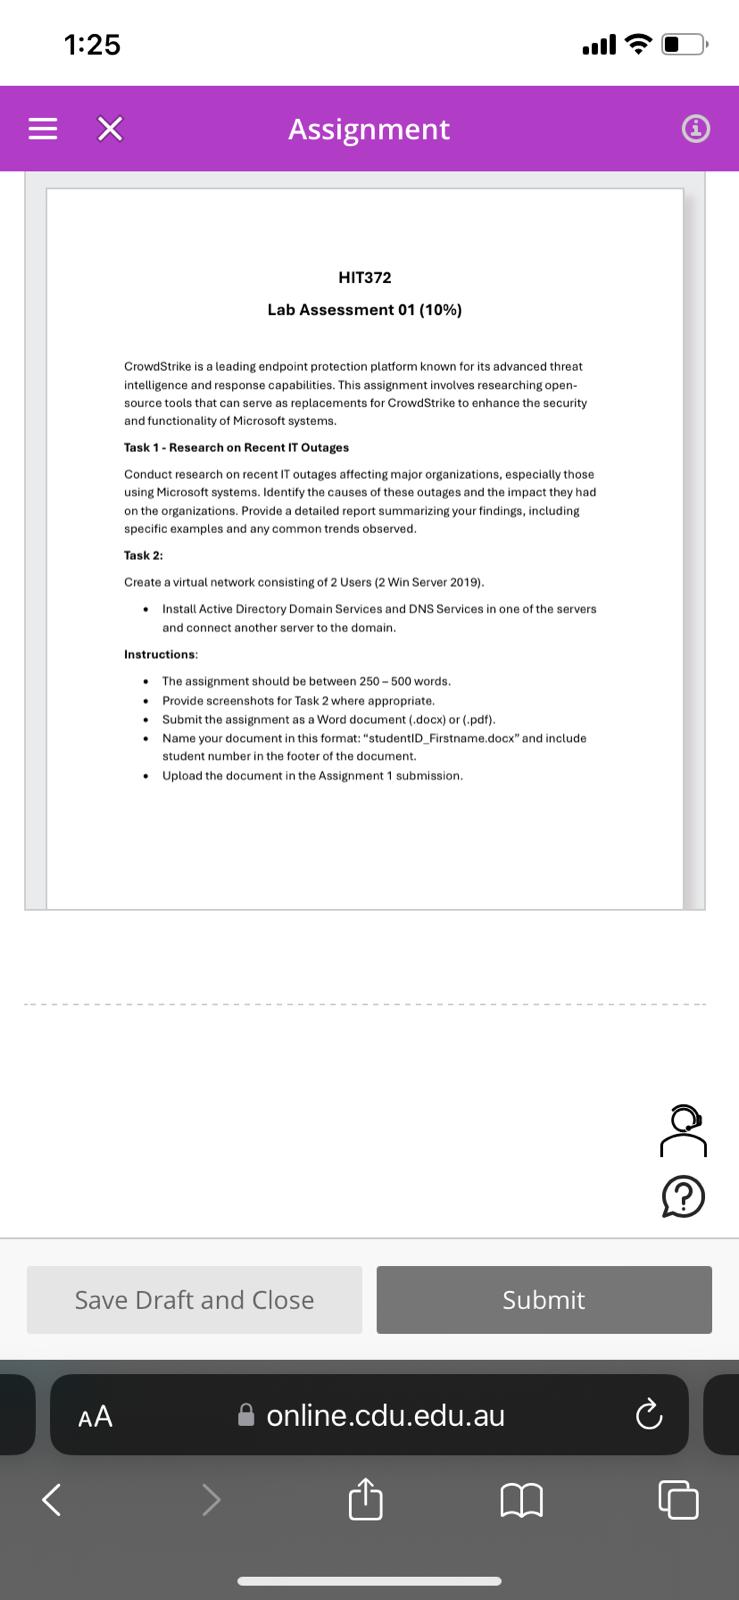 1:25
Assignment
HIT372
Lab Assessment 01 (10%)
CrowdStrike is a leading endpoint protection platform known for its advanced threat
intelligence and response capabilities. This assignment involves researching open-
source tools that can serve as replacements for CrowdStrike to enhance the security
and functionality of Microsoft systems.
Task 1 - Research on Recent IT Outages
Conduct research on recent IT outages affecting major organizations, especially those
using Microsoft systems. Identify the causes of these outages and the impact they had
on the organizations. Provide a detailed report summarizing your findings, including
specific examples and any common trends observed.
Task 2:
Create a virtual network consisting of 2 Users (2 Win Server 2019).
• Install Active Directory Domain Services and DNS Services in one of the servers
and connect another server to the domain.
Instructions:
• The assignment should be between 250 – 500 words.
• Provide screenshots for Task 2 where appropriate.
• Submit the assignment as a Word document (.docx) or (.pdf).
• Name your document in this format: “studentID_Firstname.docx” and include
student number in the footer of the document.
• Upload the document in the Assignment 1 submission.
Save Draft and Close
Submit
AA
online.cdu.edu.au